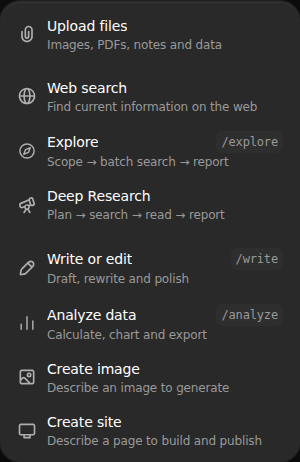 Upload files
Images, PDFs, notes and data
Web search
Find current information on the web
Explore /explore
Scope → batch search → report
Deep Research
Plan → search → read → report
Write or edit /write
Draft, rewrite and polish
Analyze data /analyze
Calculate, chart and export
Create image
Describe an image to generate
Create site
Describe a page to build and publish